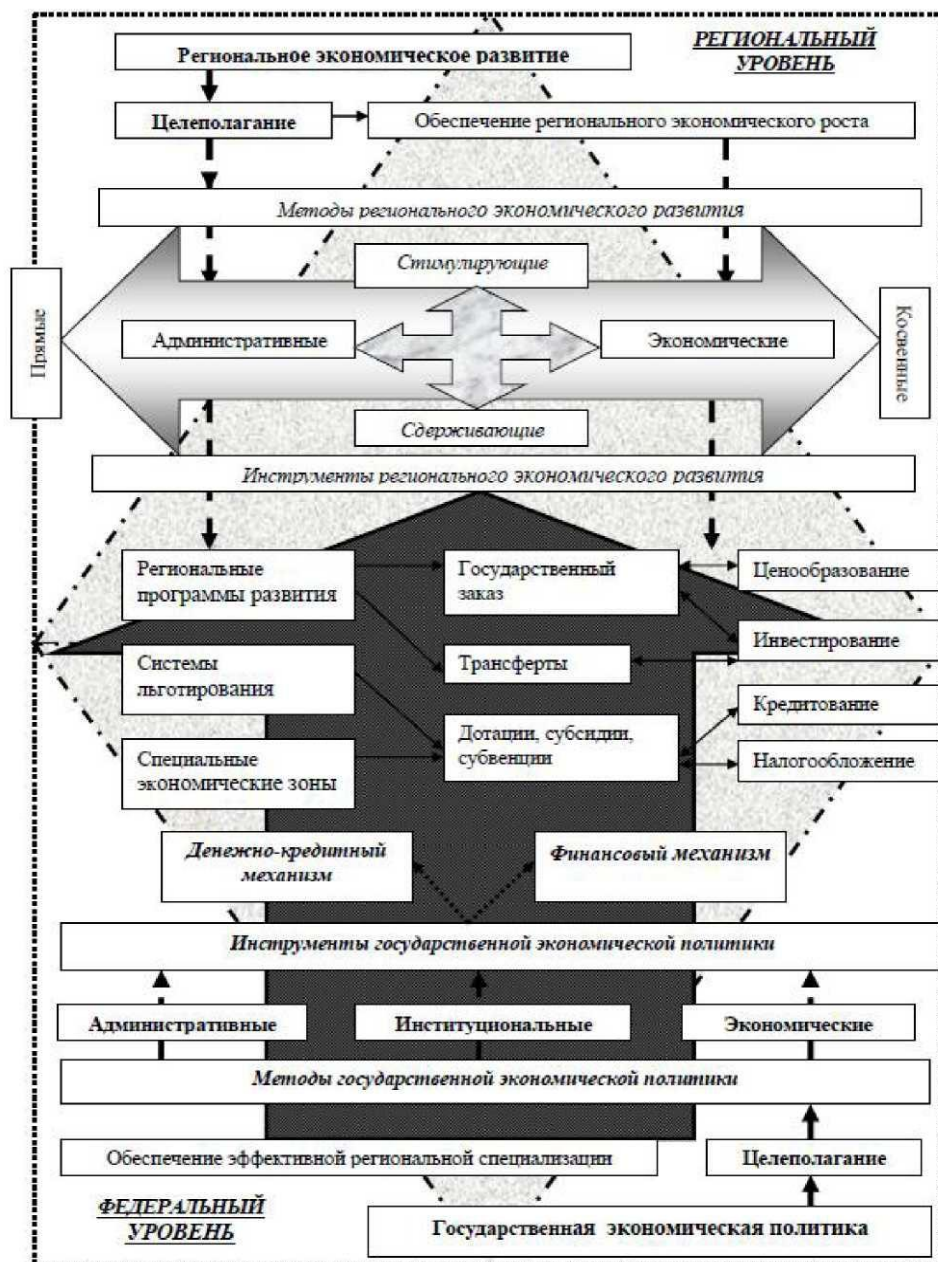 РЕГИОНАЛЬНЫЙ
УРОВЕНЬ
Региональное экономическое развитие
Целеполагание
Обеспечение регионального экономического роста
Методы регионального экономического развития
Стимулирующие
Прямые
Административные
Экономические
Косвенные
Сдерживающие
Инструменты регионального экономического развития
Региональные
программы развития
Государственный
заказ
Ценообразование
Инвестирование
Системы
льготирования
Трансферты
Кредитование
Дотации, субсидии,
субвенции
Специальные
экономические зоны
Налогообложение
Денежно-кредитный
механизм
Финансовый механизм
Инструменты государственной экономической политики
Административные
Институциональные
Экономические
Методы государственной экономической политики
Обеспечение эффективной региональной специализации
Целеполагание
ФЕДЕРАЛЬНЫЙ
УРОВЕНЬ
Государственная экономическая политика